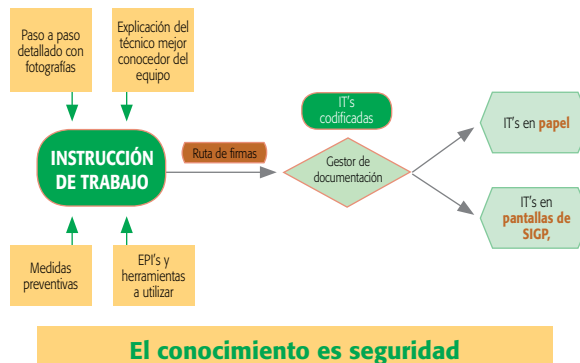 Paso a paso
detallado con
fotografías
Explicación del
técnico mejor
conocedor del
equipo
IT's
codificadas
IT's en papel
INSTRUCCIÓN
DE TRABAJO
Ruta de firmas
Gestor de
documentación
IT's en
pantallas de
SIGP,
Medidas
preventivas
EPI's y
herramientas
a utilizar
El conocimiento es seguridad